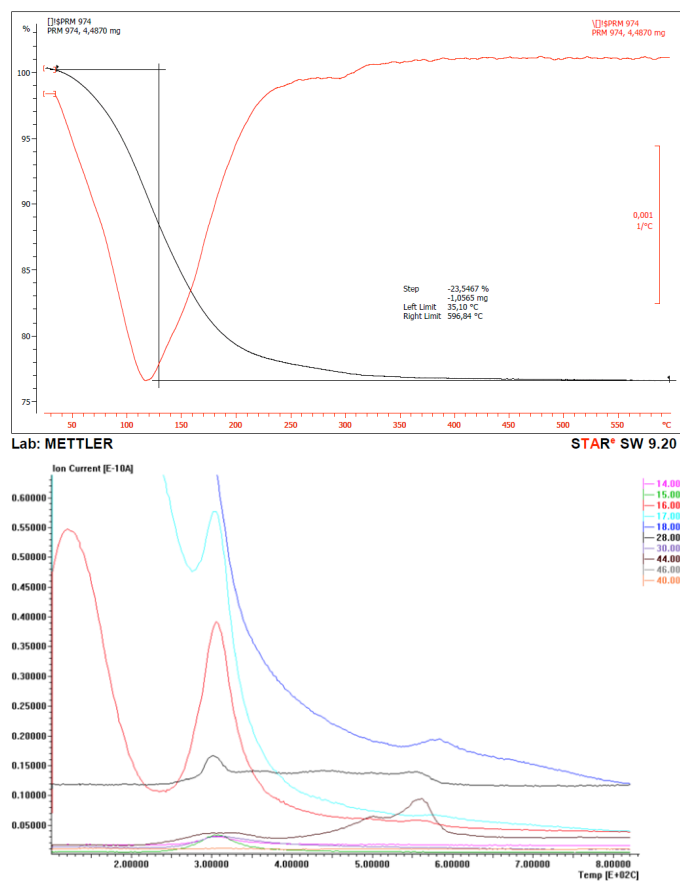 []!$PRM 974
PRM 974, 4,4870 mg
\[]!$PRM 974
PRM 974, 4,4870 mg
%
100
95
90
85
80
75
0,001
1/°C
Step -23,5467 %
-1,0565 mg
Left Limit 35,10 °C
Right Limit 596,84 °C
50 100 150 200 250 300 350 400 450 500 550 °C
Lab: METTLER STARe SW 9.20
Ion Current [E-10A]
0.60000
0.55000
0.50000
0.45000
0.40000
0.35000
0.30000
0.25000
0.20000
0.15000
0.10000
0.05000
14.00
15.00
16.00
17.00
18.00
28.00
30.00
44.00
46.00
40.00
2.00000 3.00000 4.00000 5.00000 6.00000 7.00000 8.00000
Temp [E+02C]